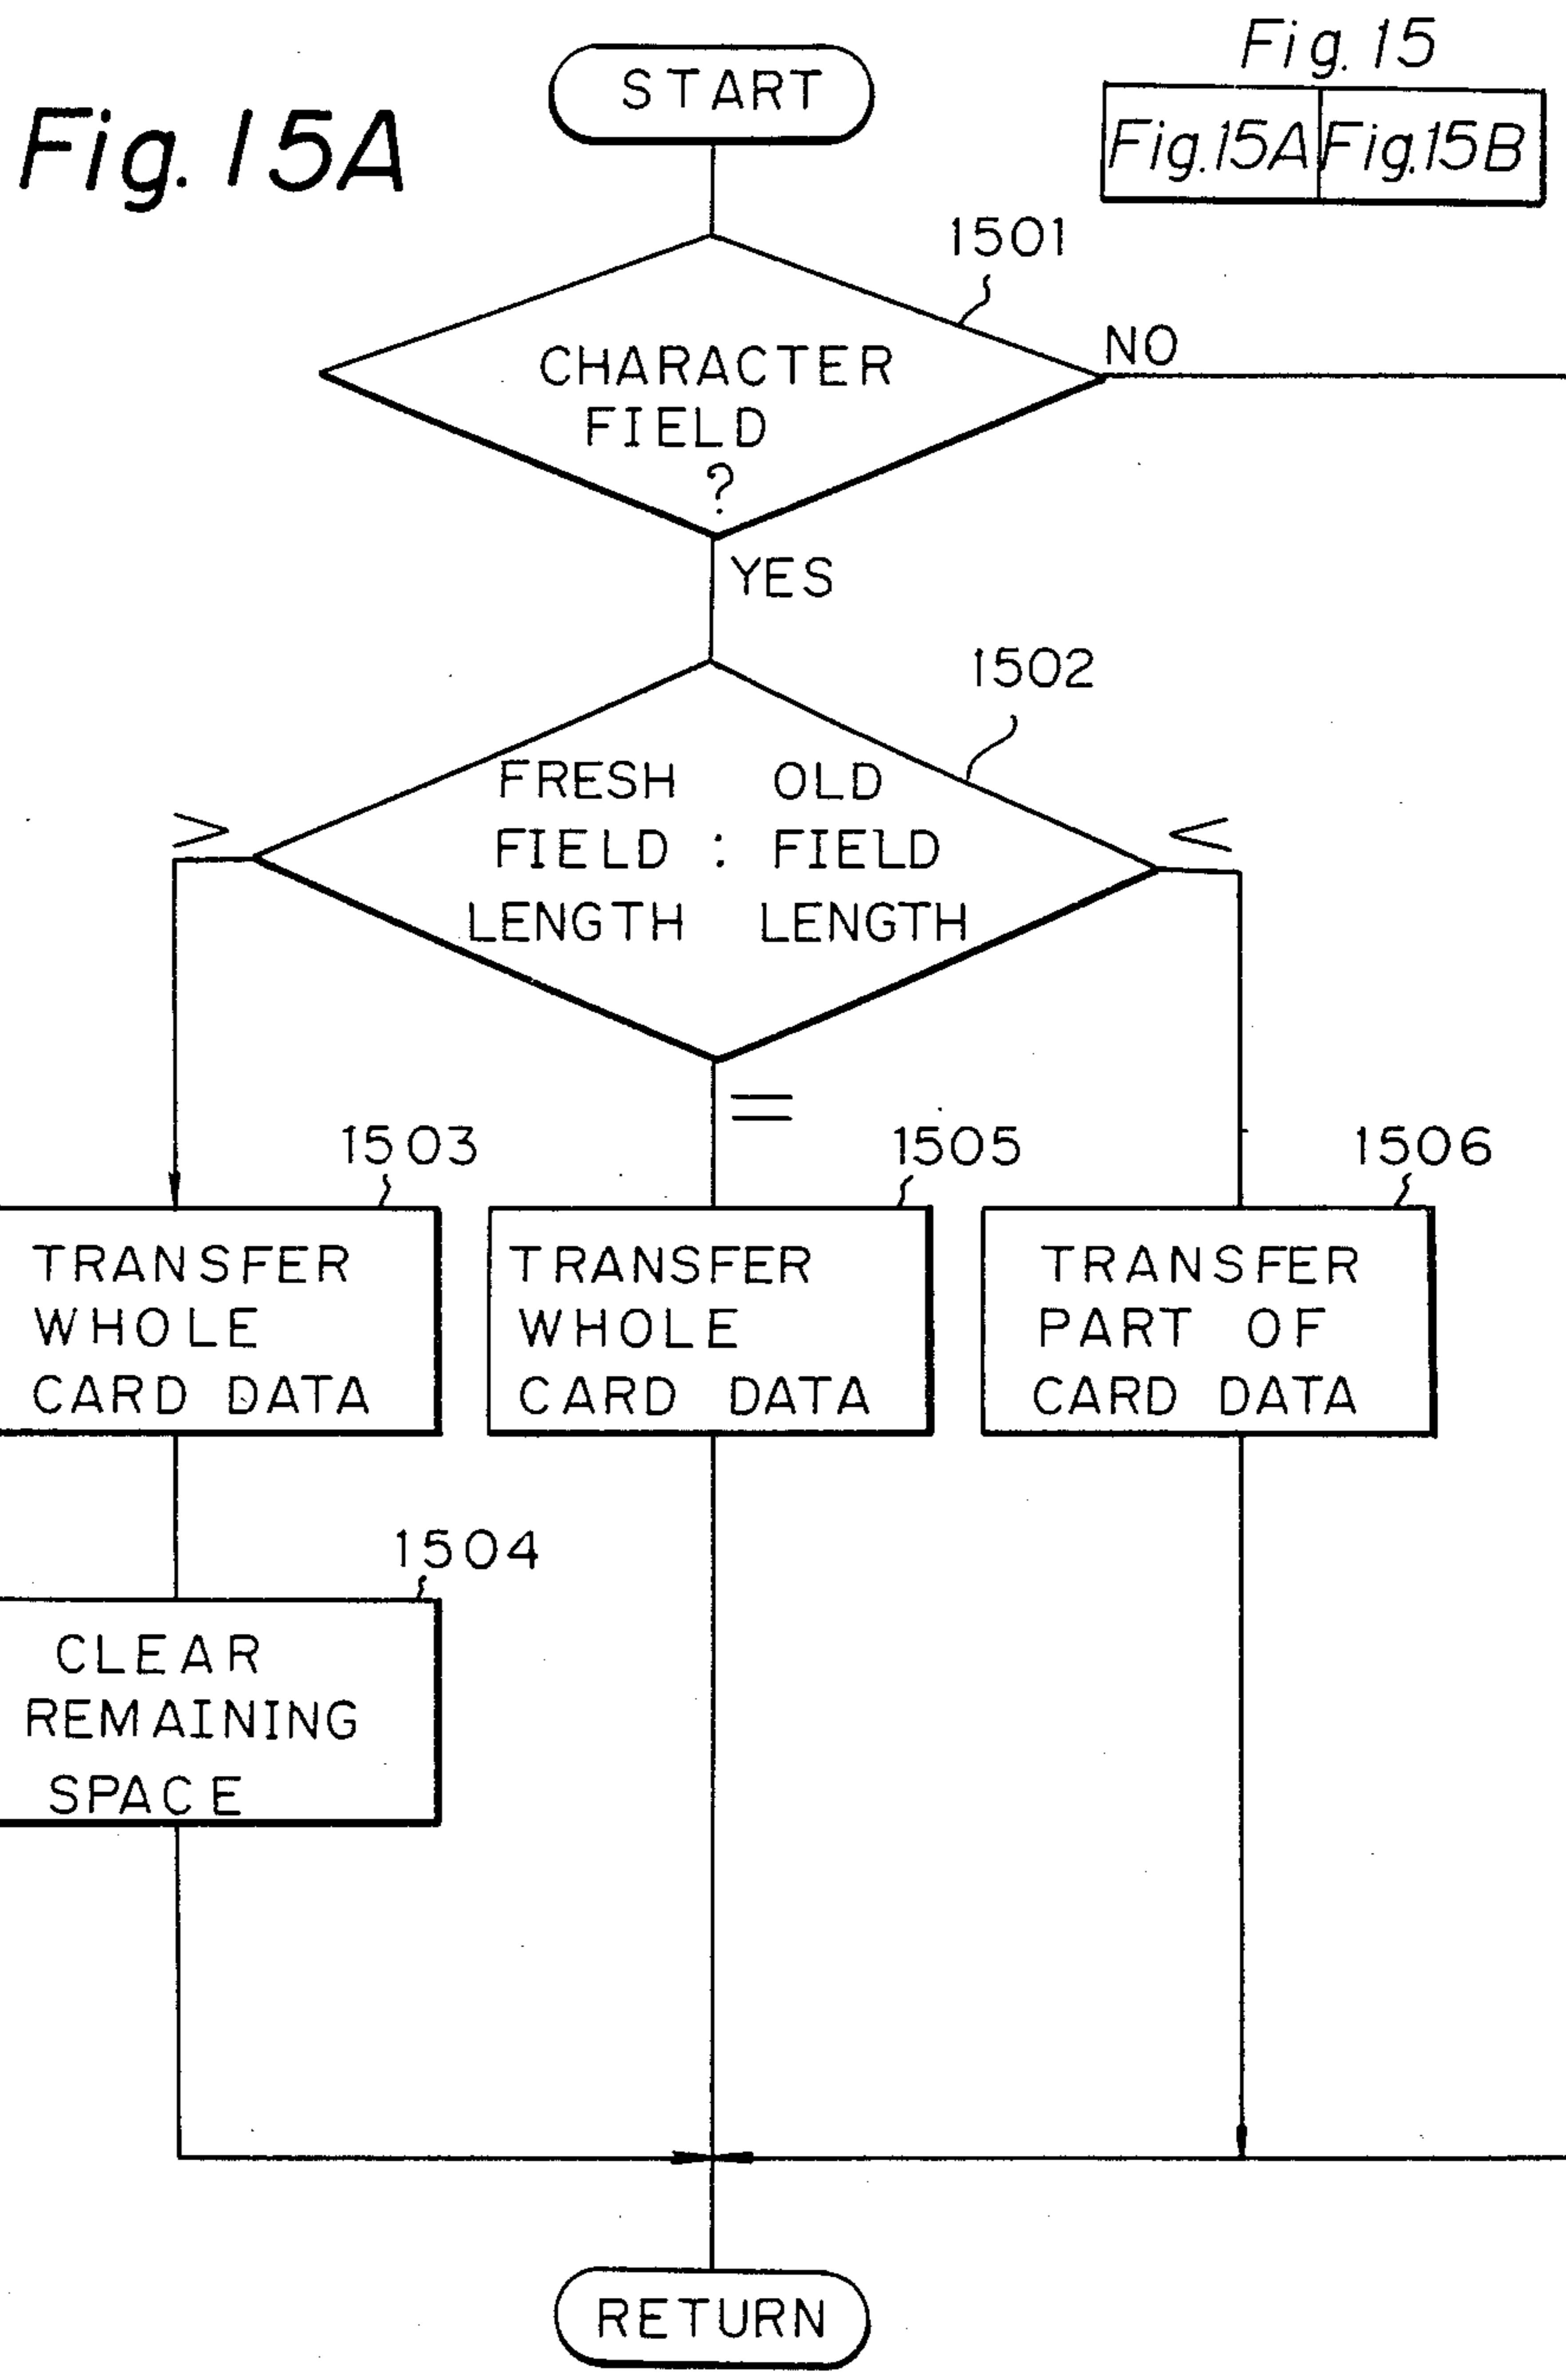 Fig. 15A
START
Fig. 15
Fig. 15A Fig. 15B
1501
CHARACTER
FIELD
?
NO
YES
1502
FRESH OLD
FIELD : FIELD
LENGTH LENGTH
>
<
=
1503
TRANSFER
WHOLE
CARD DATA
1505
TRANSFER
WHOLE
CARD DATA
1506
TRANSFER
PART OF
CARD DATA
1504
CLEAR
REMAINING
SPACE
RETURN